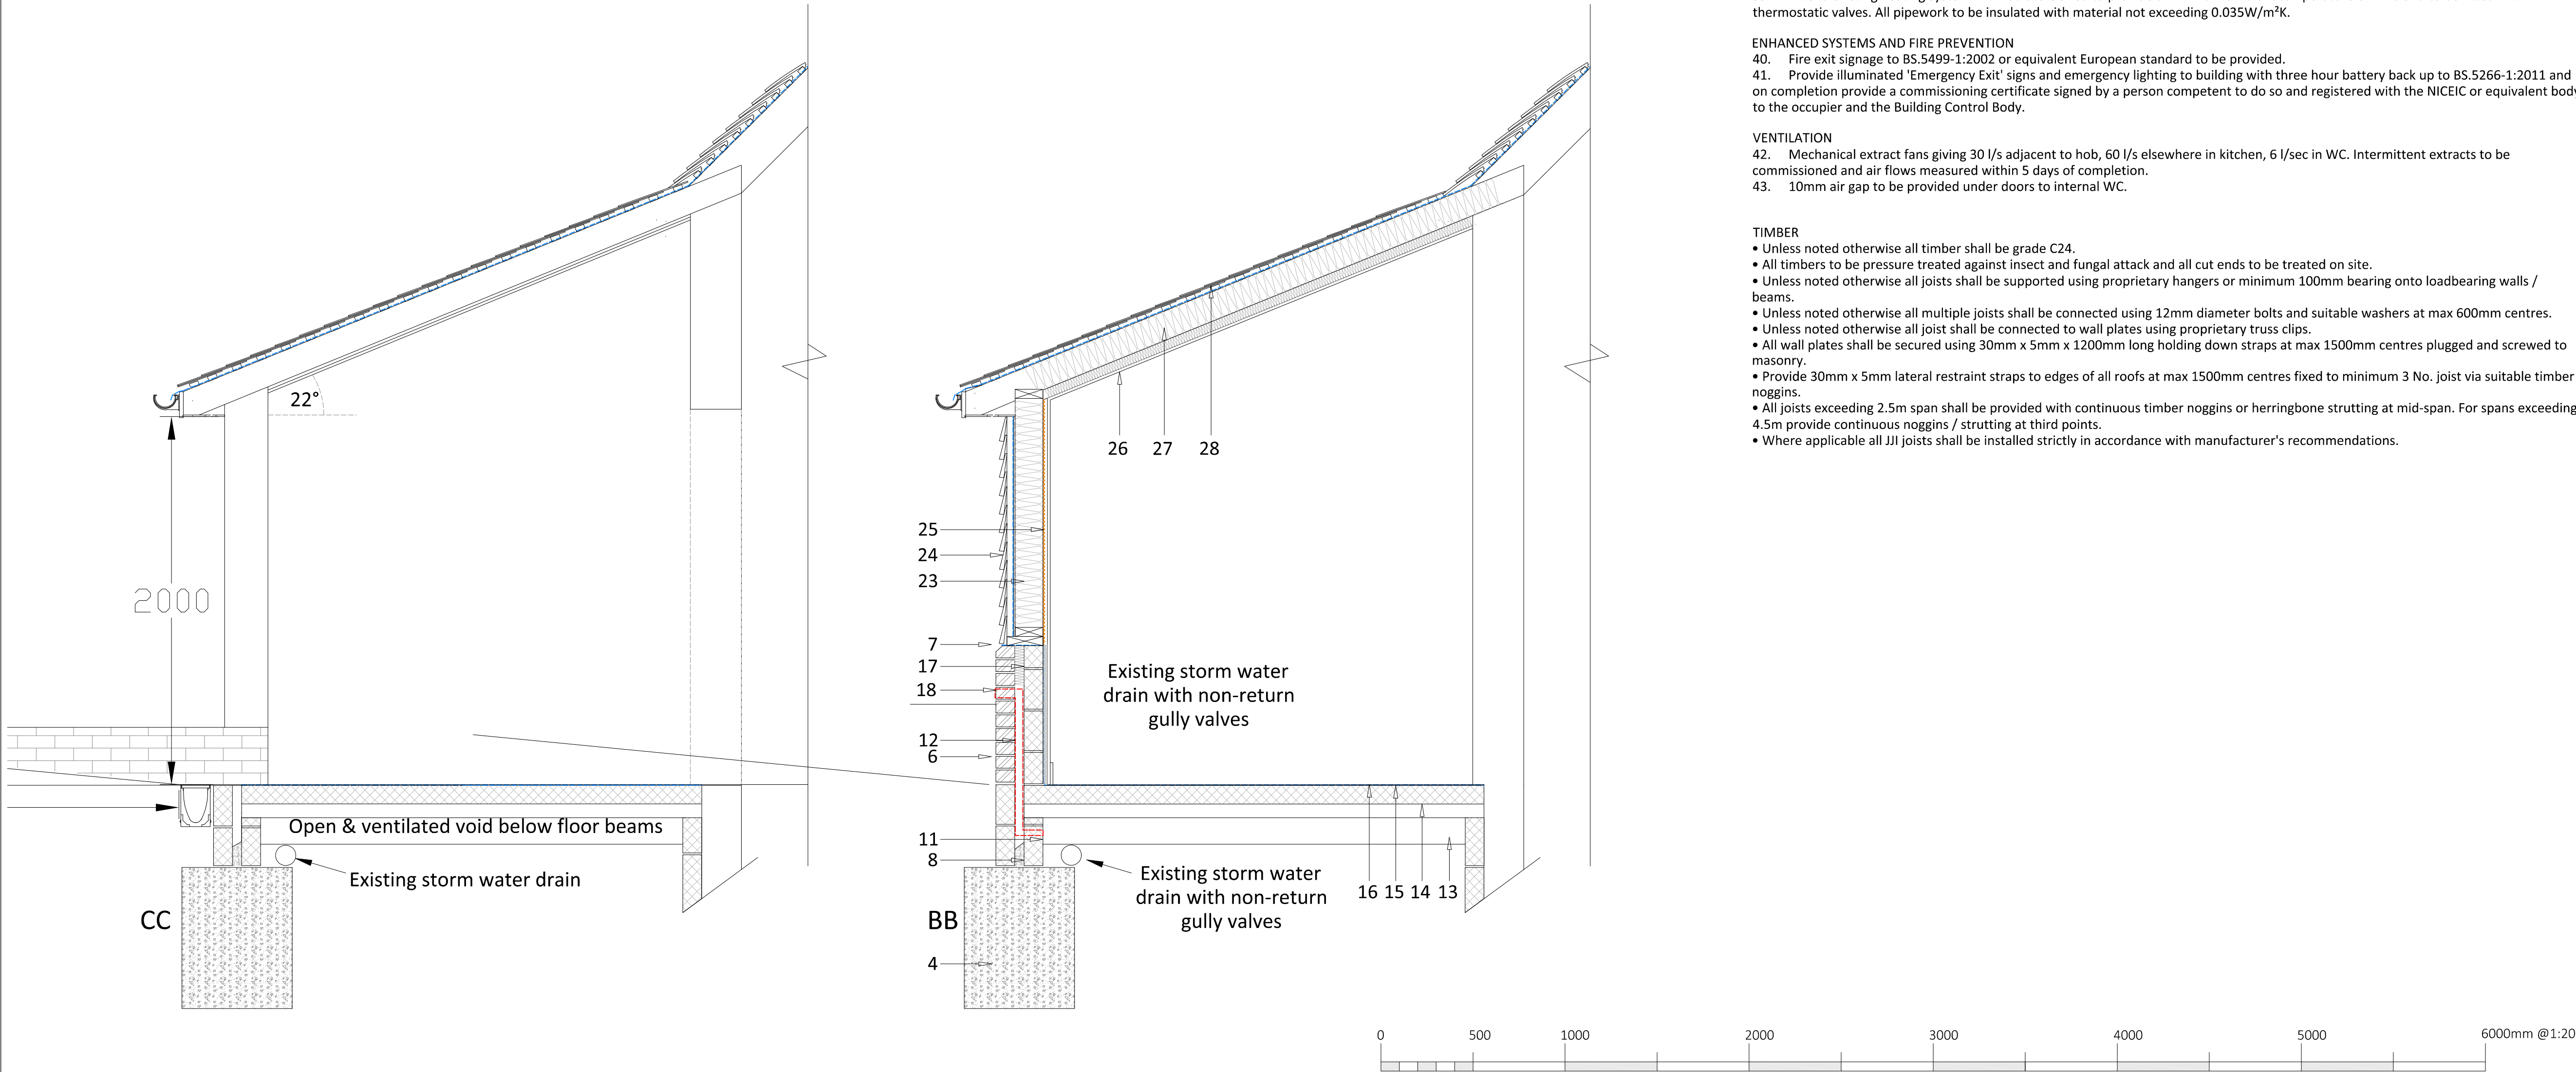 thermostatic valves. All pipework to be insulated with material not exceeding 0.035W/m²K.
ENHANCED SYSTEMS AND FIRE PREVENTION
40. Fire exit signage to BS.5499-1:2002 or equivalent European standard to be provided.
41. Provide illuminated 'Emergency Exit' signs and emergency lighting to building with three hour battery back up to BS.5266-1:2011 and
on completion provide a commissioning certificate signed by a person competent to do so and registered with the NICEIC or equivalent body
to the occupier and the Building Control Body.
VENTILATION
42. Mechanical extract fans giving 30 l/s adjacent to hob, 60 l/s elsewhere in kitchen, 6 l/sec in WC. Intermittent extracts to be
commissioned and air flows measured within 5 days of completion.
43. 10mm air gap to be provided under doors to internal WC.
TIMBER
• Unless noted otherwise all timber shall be grade C24.
• All timbers to be pressure treated against insect and fungal attack and all cut ends to be treated on site.
• Unless noted otherwise all joists shall be supported using proprietary hangers or minimum 100mm bearing onto loadbearing walls /
beams.
• Unless noted otherwise all multiple joists shall be connected using 12mm diameter bolts and suitable washers at max 600mm centres.
• Unless noted otherwise all joist shall be connected to wall plates using proprietary truss clips.
• All wall plates shall be secured using 30mm x 5mm x 1200mm long holding down straps at max 1500mm centres plugged and screwed to
masonry.
• Provide 30mm x 5mm lateral restraint straps to edges of all roofs at max 1500mm centres fixed to minimum 3 No. joist via suitable timber
noggins.
• All joists exceeding 2.5m span shall be provided with continuous timber noggins or herringbone strutting at mid-span. For spans exceeding
4.5m provide continuous noggins / strutting at third points.
• Where applicable all JJI joists shall be installed strictly in accordance with manufacturer's recommendations.
22°
2000
Open & ventilated void below floor beams
Existing storm water drain
CC
26 27 28
25
24
23
7
17
18
12
6
11
8
4
Existing storm water
drain with non-return
gully valves
Existing storm water
drain with non-return
gully valves
16 15 14 13
BB
0 500 1000 2000 3000 4000 5000 6000mm @1:20